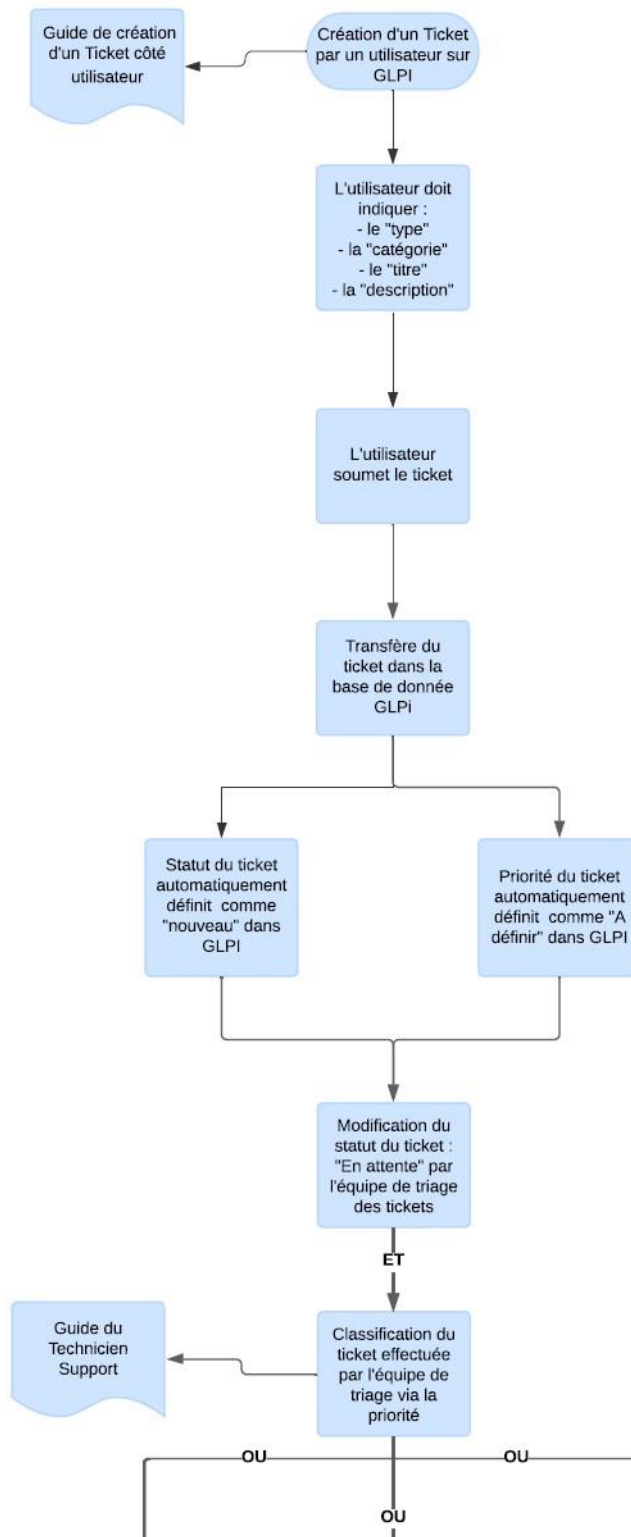 Guide de création
d'un Ticket côté
utilisateur
Création d'un Ticket
par un utilisateur sur
GLPI
L'utilisateur doit
indiquer :
- le "type"
- la "catégorie"
- le "titre"
- la "description"
L'utilisateur
soumet le ticket
Transfère du
ticket dans la
base de donnée
GLPi
Statut du ticket
automatiquement
définit comme
"nouveau" dans
GLPI
Priorité du ticket
automatiquement
définit comme "A
définir" dans GLPI
Modification du
statut du ticket :
"En attente" par
l'équipe de triage
des tickets
ET
Guide du
Technicien
Support
Classification du
ticket effectuée
par l'équipe de
triage via la
priorité
OU
OU
OU